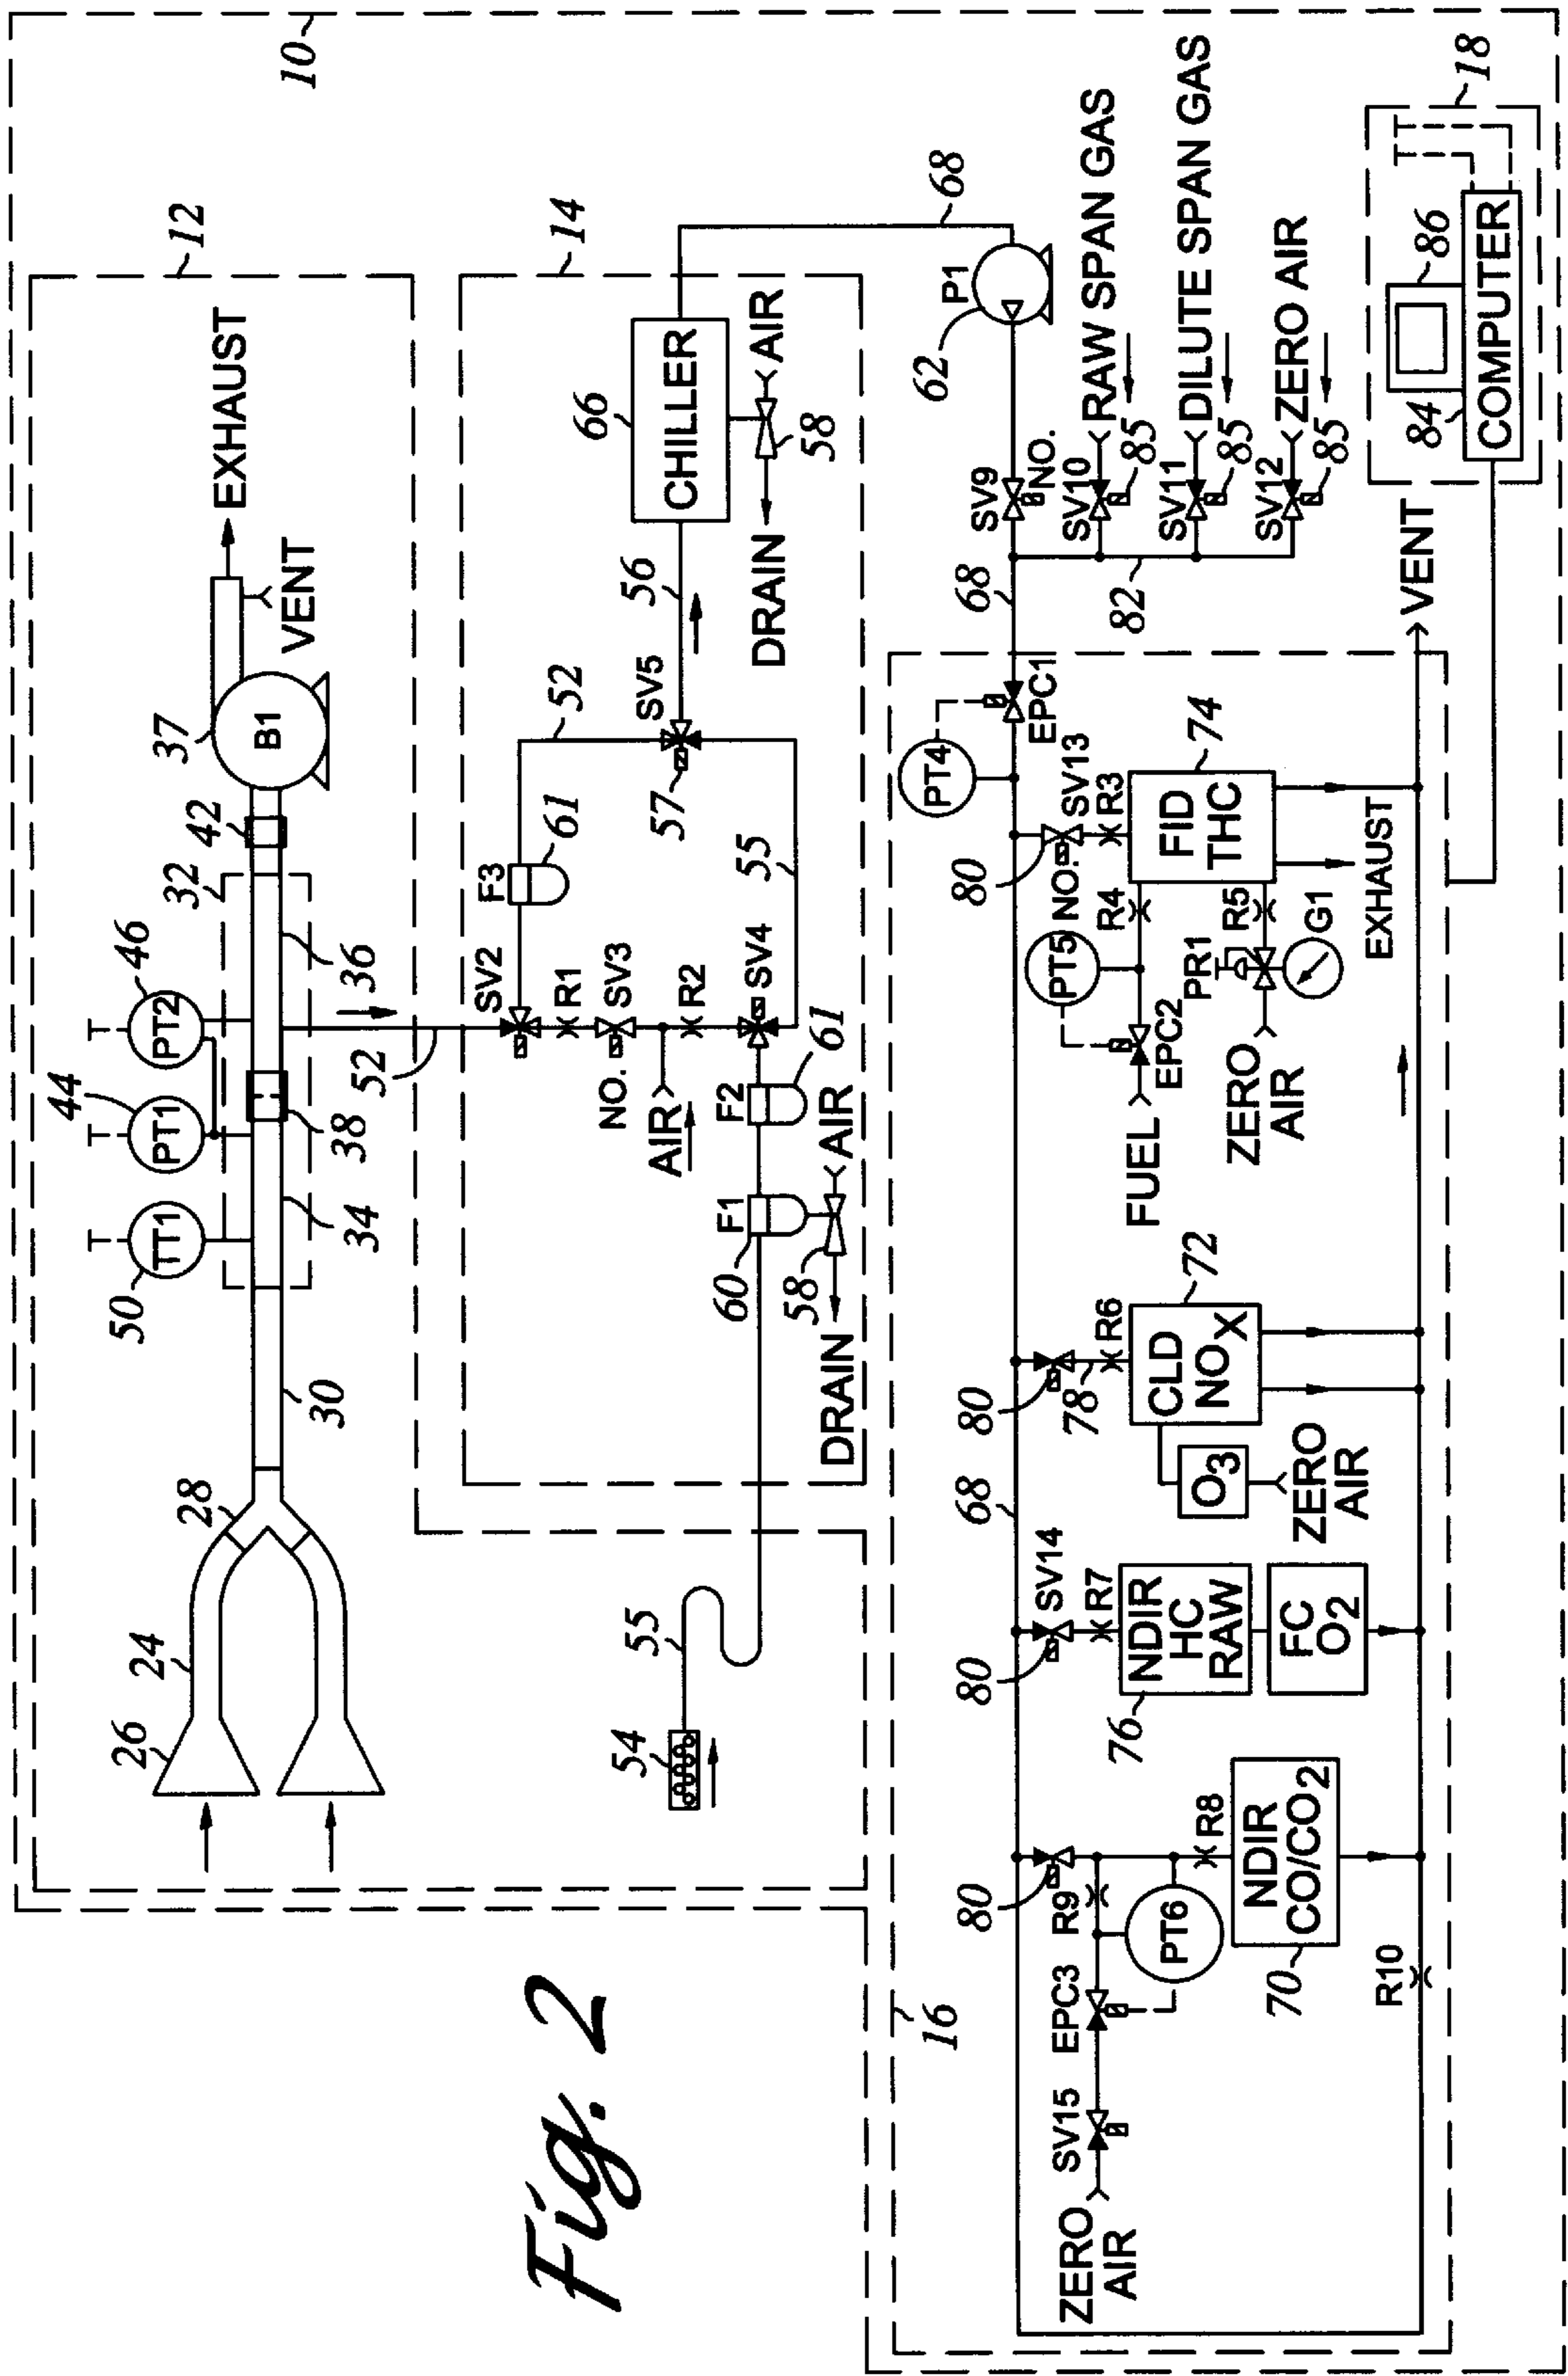 10
12
EXHAUST
37
B1
VENT
42
32
46
PT2
36
44
PT1
38
50
TT1
34
52
30
28
24
26
14
66
CHILLER
AIR
58
DRAIN
56
SV5
52
57
F3
61
55
SV2
R1
SV3
NO.
R2
SV4
AIR
F2
61
F1
AIR
60
58
DRAIN
55
54
68
P1
62
RAW SPAN GAS
DILUTE SPAN GAS
ZERO AIR
SV9
NO.
SV10
85
SV11
85
SV12
85
68
82
18
86
84
COMPUTER
VENT
EPC1
PT4
SV13
80
NO.
R3
74
FID
THC
R4
R5
PT5
PR1
G1
EXHAUST
EPC2
FUEL
ZERO
AIR
72
R6
80
78
CLD
NOX
O3
ZERO
AIR
68
SV14
80
R7
NDIR
HC
RAW
76
FC
O2
80
R8
R9
PT6
NDIR
CO/CO2
70
R10
EPC3
16
SV15
ZERO
AIR
Fig. 2